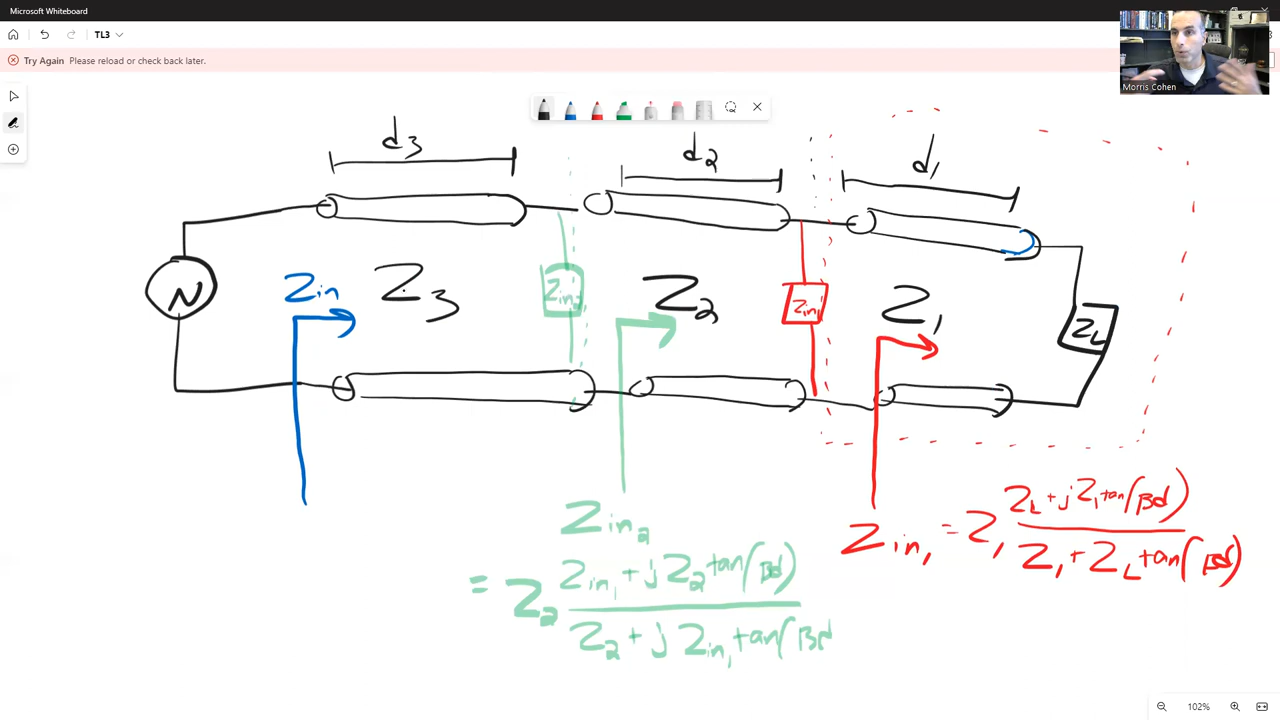 Microsoft Whiteboard
TL3
Try Again Please reload or check back later.
Morris Cohen
d3
d2
d1
Zin
Z3
Zin2
Z2
Zin1
Z1
ZL
N
Zin2
= Z2 (Zin1 + j Z2 tan(βd)) / (Z2 + j Zin1 tan(βd
Zin1 = Z1 (ZL + j Z1 tan(βd)) / (Z1 + ZL tan(βd))
102%